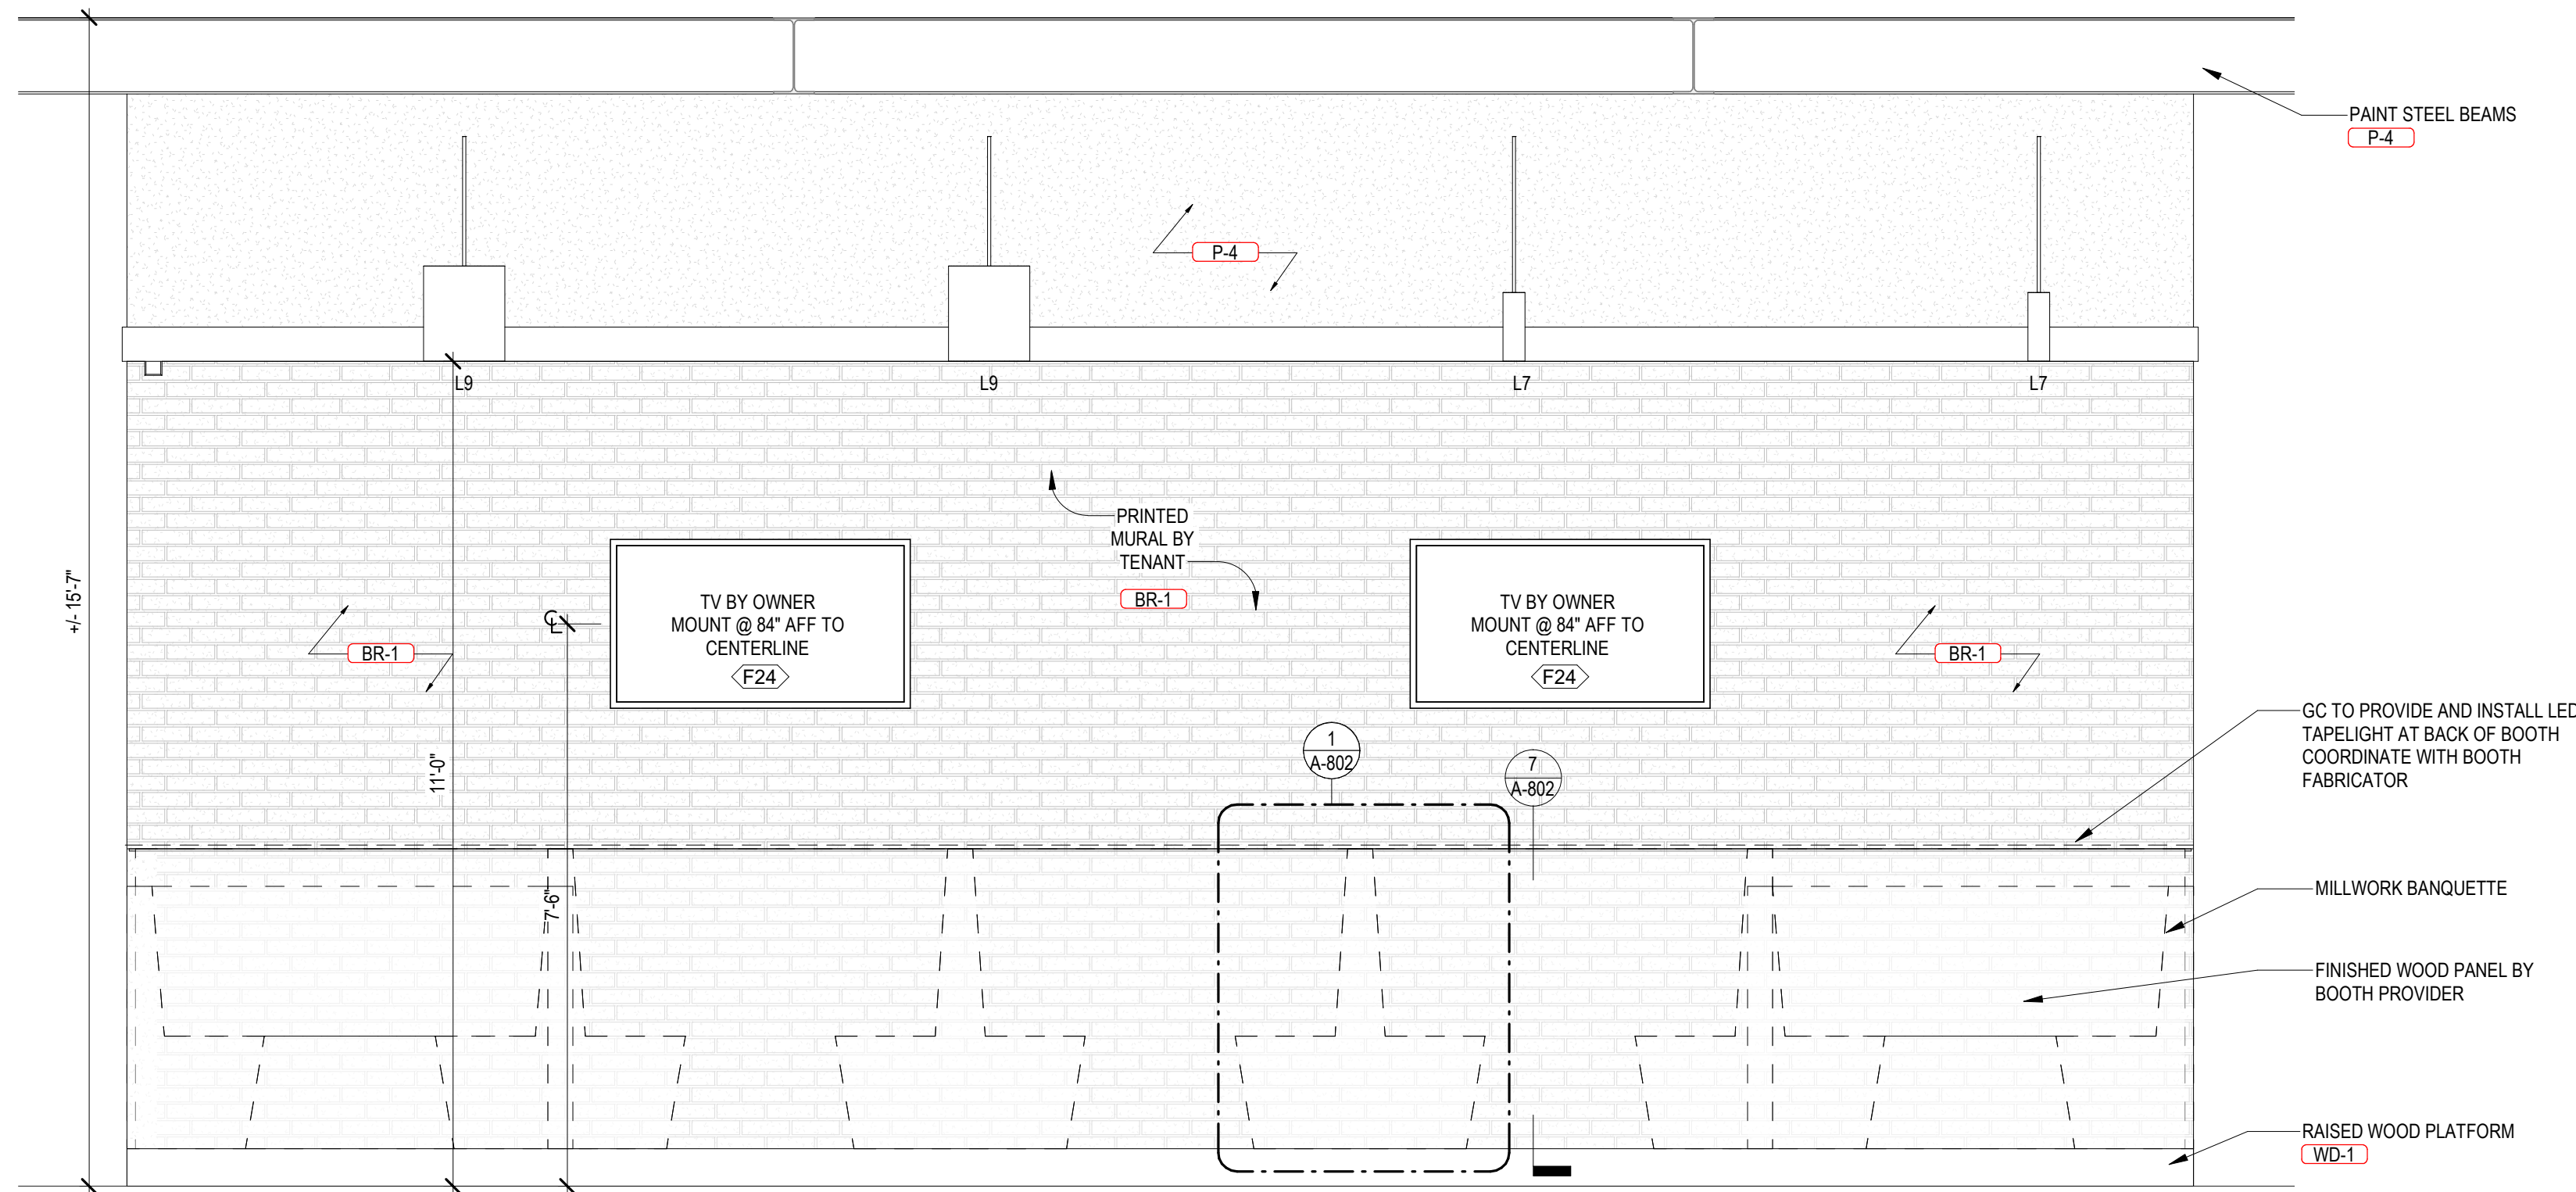 PAINT STEEL BEAMS
P-4
P-4
L9
L9
L7
L7
PRINTED
MURAL BY
TENANT
BR-1
+/- 15'-7"
TV BY OWNER
MOUNT @ 84" AFF TO
CENTERLINE
F24
TV BY OWNER
MOUNT @ 84" AFF TO
CENTERLINE
F24
CL
BR-1
BR-1
GC TO PROVIDE AND INSTALL LED
TAPELIGHT AT BACK OF BOOTH
COORDINATE WITH BOOTH
FABRICATOR
11'-0"
1
A-802
7
A-802
7'-6"
MILLWORK BANQUETTE
FINISHED WOOD PANEL BY
BOOTH PROVIDER
RAISED WOOD PLATFORM
WD-1